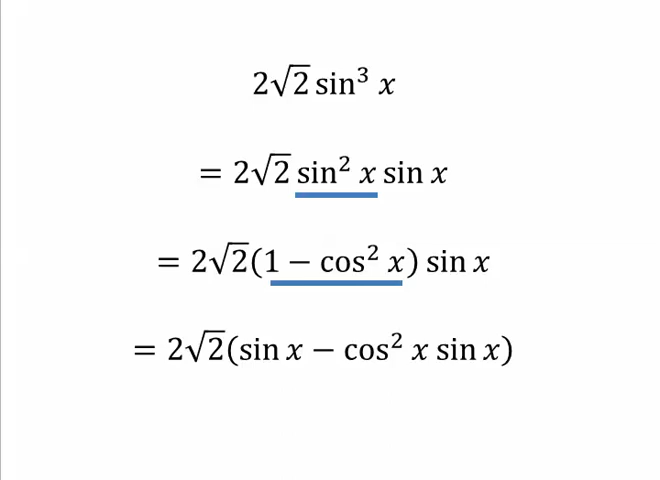 2√2 sin³ x
= 2√2 sin² x sin x
= 2√2(1 − cos² x) sin x
= 2√2(sin x − cos² x sin x)